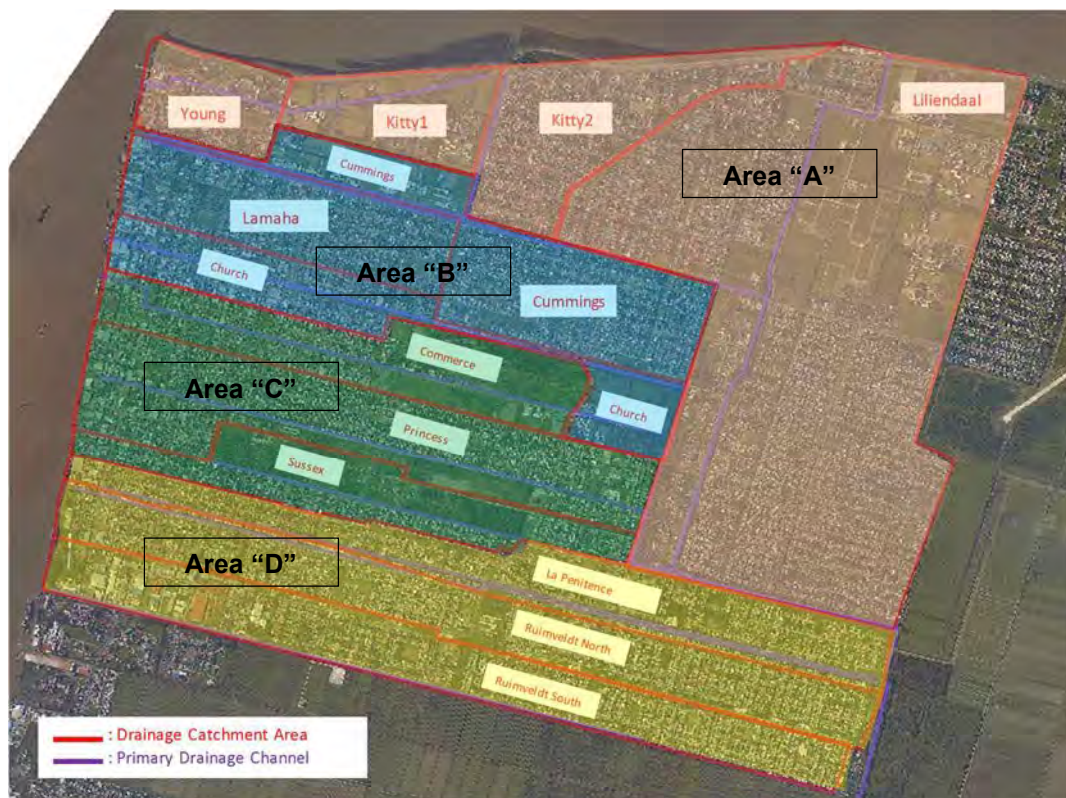 Young
Kitty1
Kitty2
Liliendaal
Cummings
Area “A”
Lamaha
Church
Area “B”
Cummings
Commerce
Area “C”
Church
Princess
Sussex
Area “D”
La Penitence
Ruimveldt North
Ruimveldt South
: Drainage Catchment Area
: Primary Drainage Channel